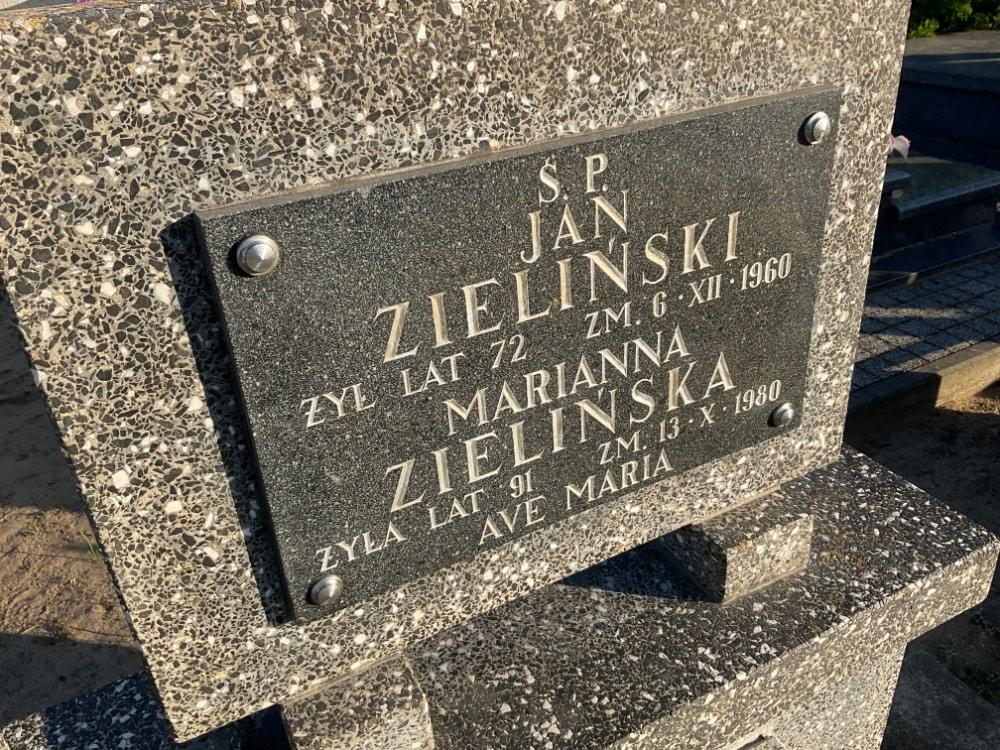 Ś. P.
JAN
ZIELIŃSKI
ŻYŁ LAT 72 ZM. 6·XII·1960
MARIANNA
ZIELIŃSKA
ŻYŁA LAT 91 ZM. 13·X·1980
AVE MARIA